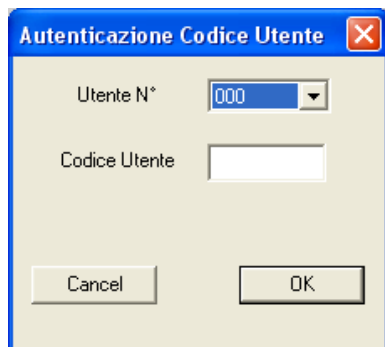 Autenticazione Codice Utente
Utente N°
000
Codice Utente
Cancel
OK